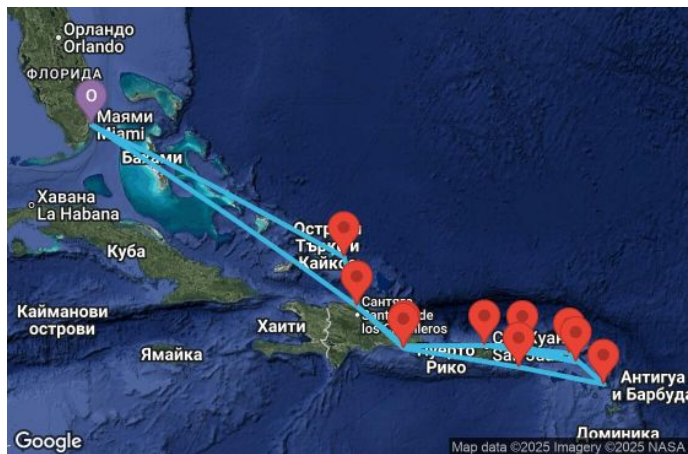 Орландо
Orlando
ФЛОРИДА
O
Маями
Miami
Бахами
Хавана
La Habana
Куба
Кайманови
острови
Ямайка
Хаити
Пуерто
Рико
Антигуа
и Барбуда
Доминика
Google
Map data ©2025 Imagery ©2025 NASA